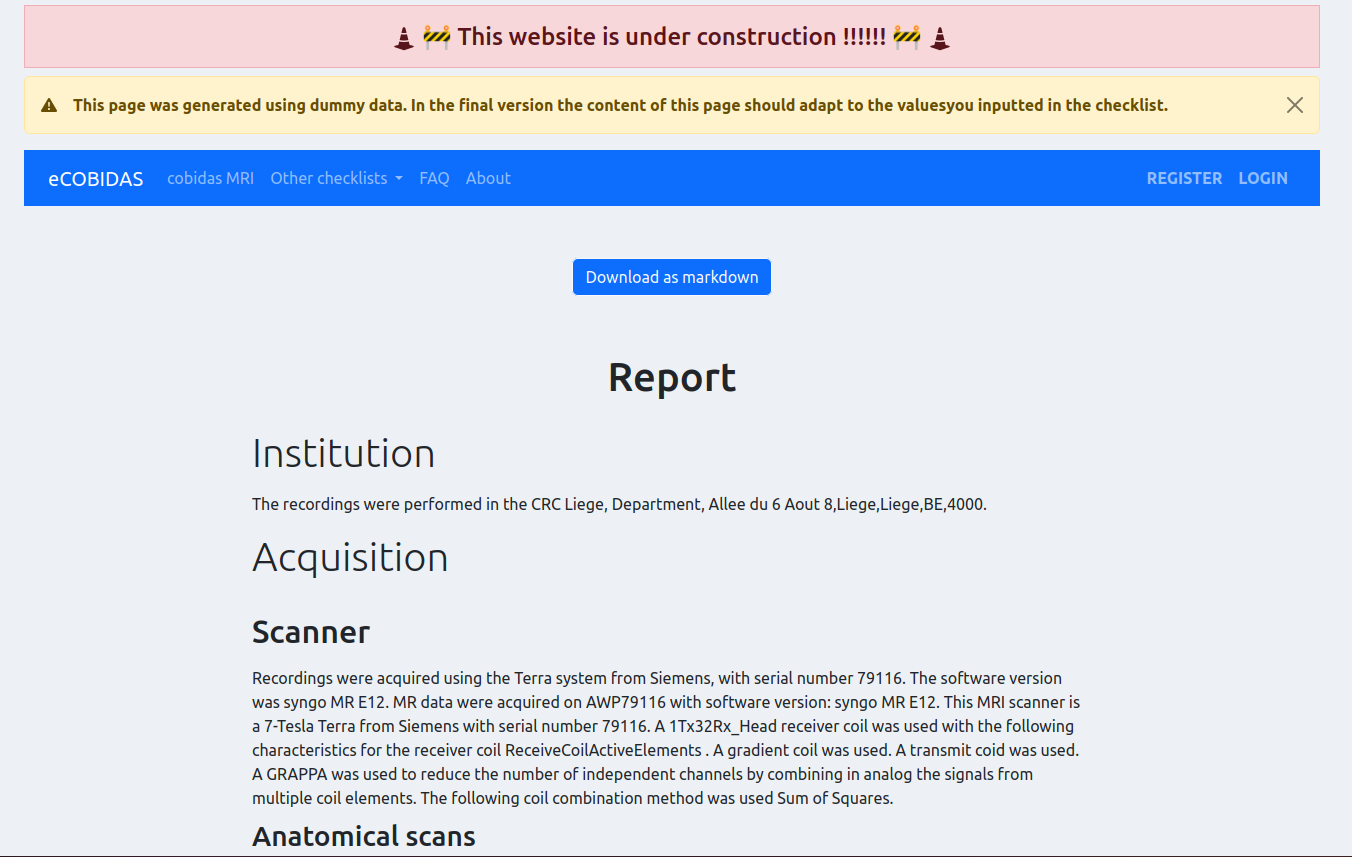 This website is under construction !!!!!!
This page was generated using dummy data. In the final version the content of this page should adapt to the valuesyou inputted in the checklist.
eCOBIDAS cobidas MRI Other checklists FAQ About REGISTER LOGIN
Download as markdown
Report
Institution
The recordings were performed in the CRC Liege, Department, Allee du 6 Aout 8,Liege,Liege,BE,4000.
Acquisition
Scanner
Recordings were acquired using the Terra system from Siemens, with serial number 79116. The software version
was syngo MR E12. MR data were acquired on AWP79116 with software version: syngo MR E12. This MRI scanner is
a 7-Tesla Terra from Siemens with serial number 79116. A 1Tx32Rx_Head receiver coil was used with the following
characteristics for the receiver coil ReceiveCoilActiveElements . A gradient coil was used. A transmit coid was used.
A GRAPPA was used to reduce the number of independent channels by combining in analog the signals from
multiple coil elements. The following coil combination method was used Sum of Squares.
Anatomical scans